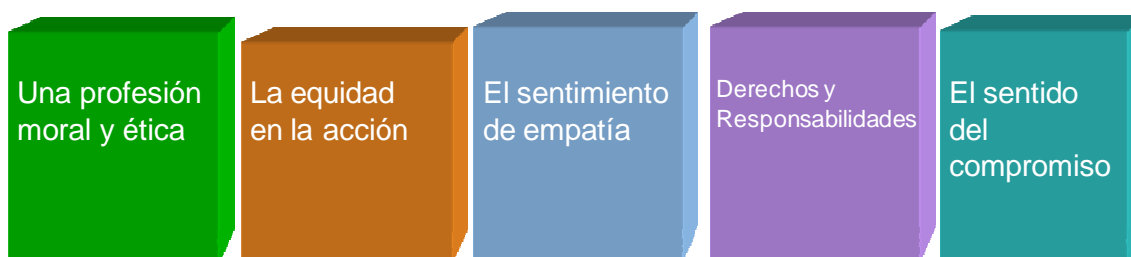 Una profesión
moral y ética
La equidad
en la acción
El sentimiento
de empatía
Derechos y
Responsabilidades
El sentido
del
compromiso